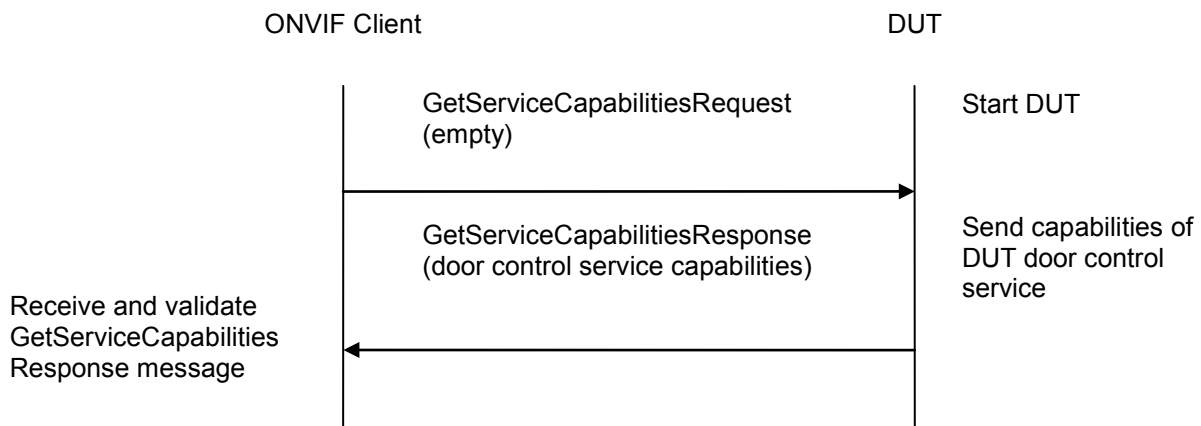 ONVIF Client
DUT
GetServiceCapabilitiesRequest
(empty)
Start DUT
GetServiceCapabilitiesResponse
(door control service capabilities)
Send capabilities of
DUT door control
service
Receive and validate
GetServiceCapabilities
Response message